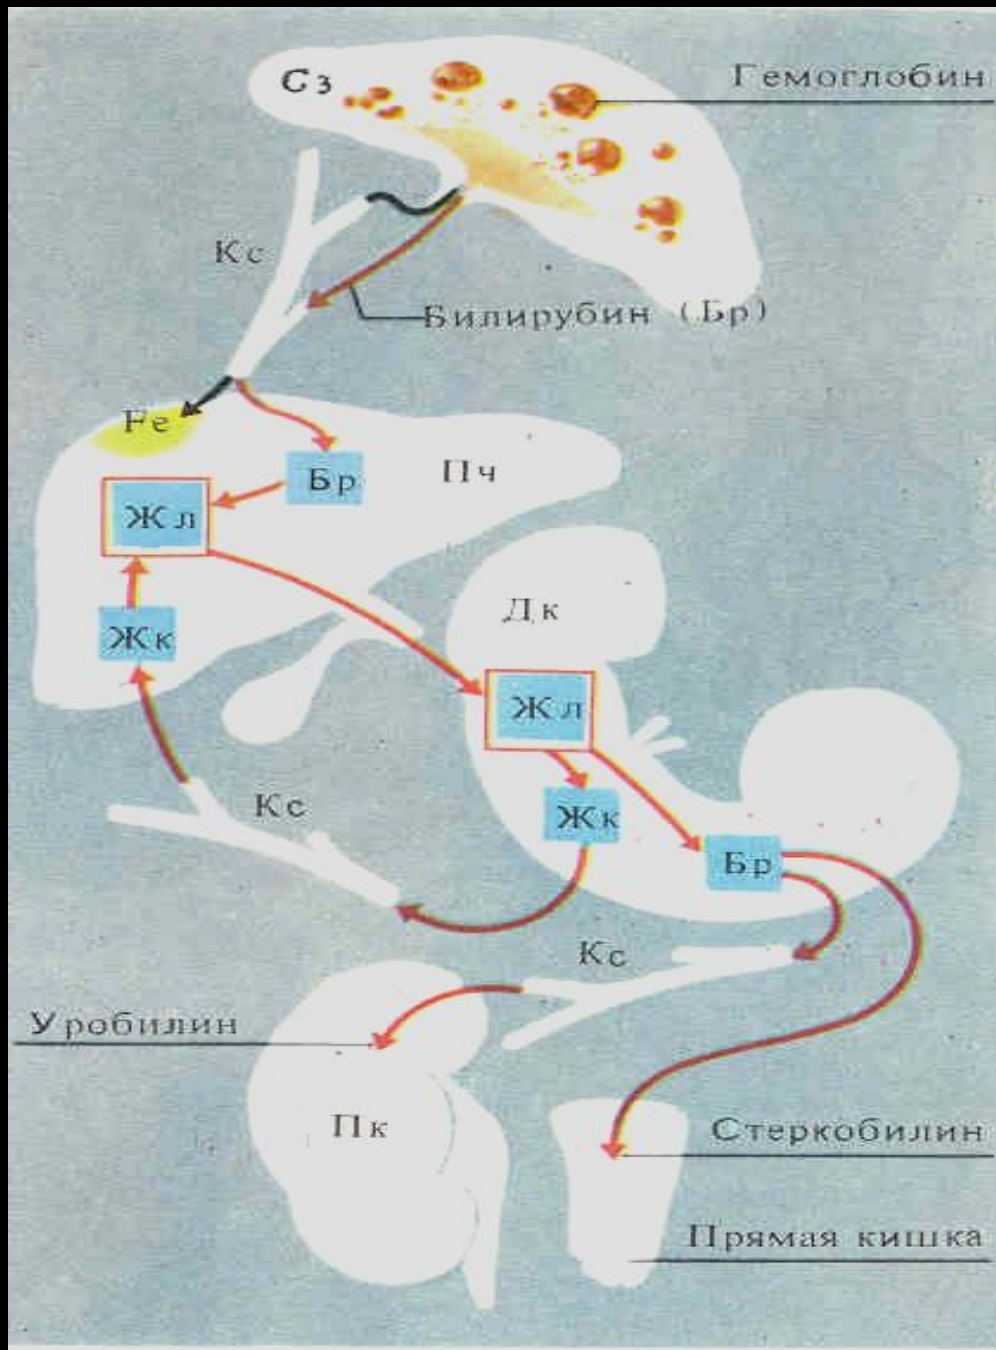 Сз
Гемоглобин
Кс
Билирубин (Бр)
Fe
Бр
Пч
Жл
Дк
Жк
Жл
Кс
Жк
Бр
Кс
Уробилин
Пк
Стеркобилин
Прямая кишка